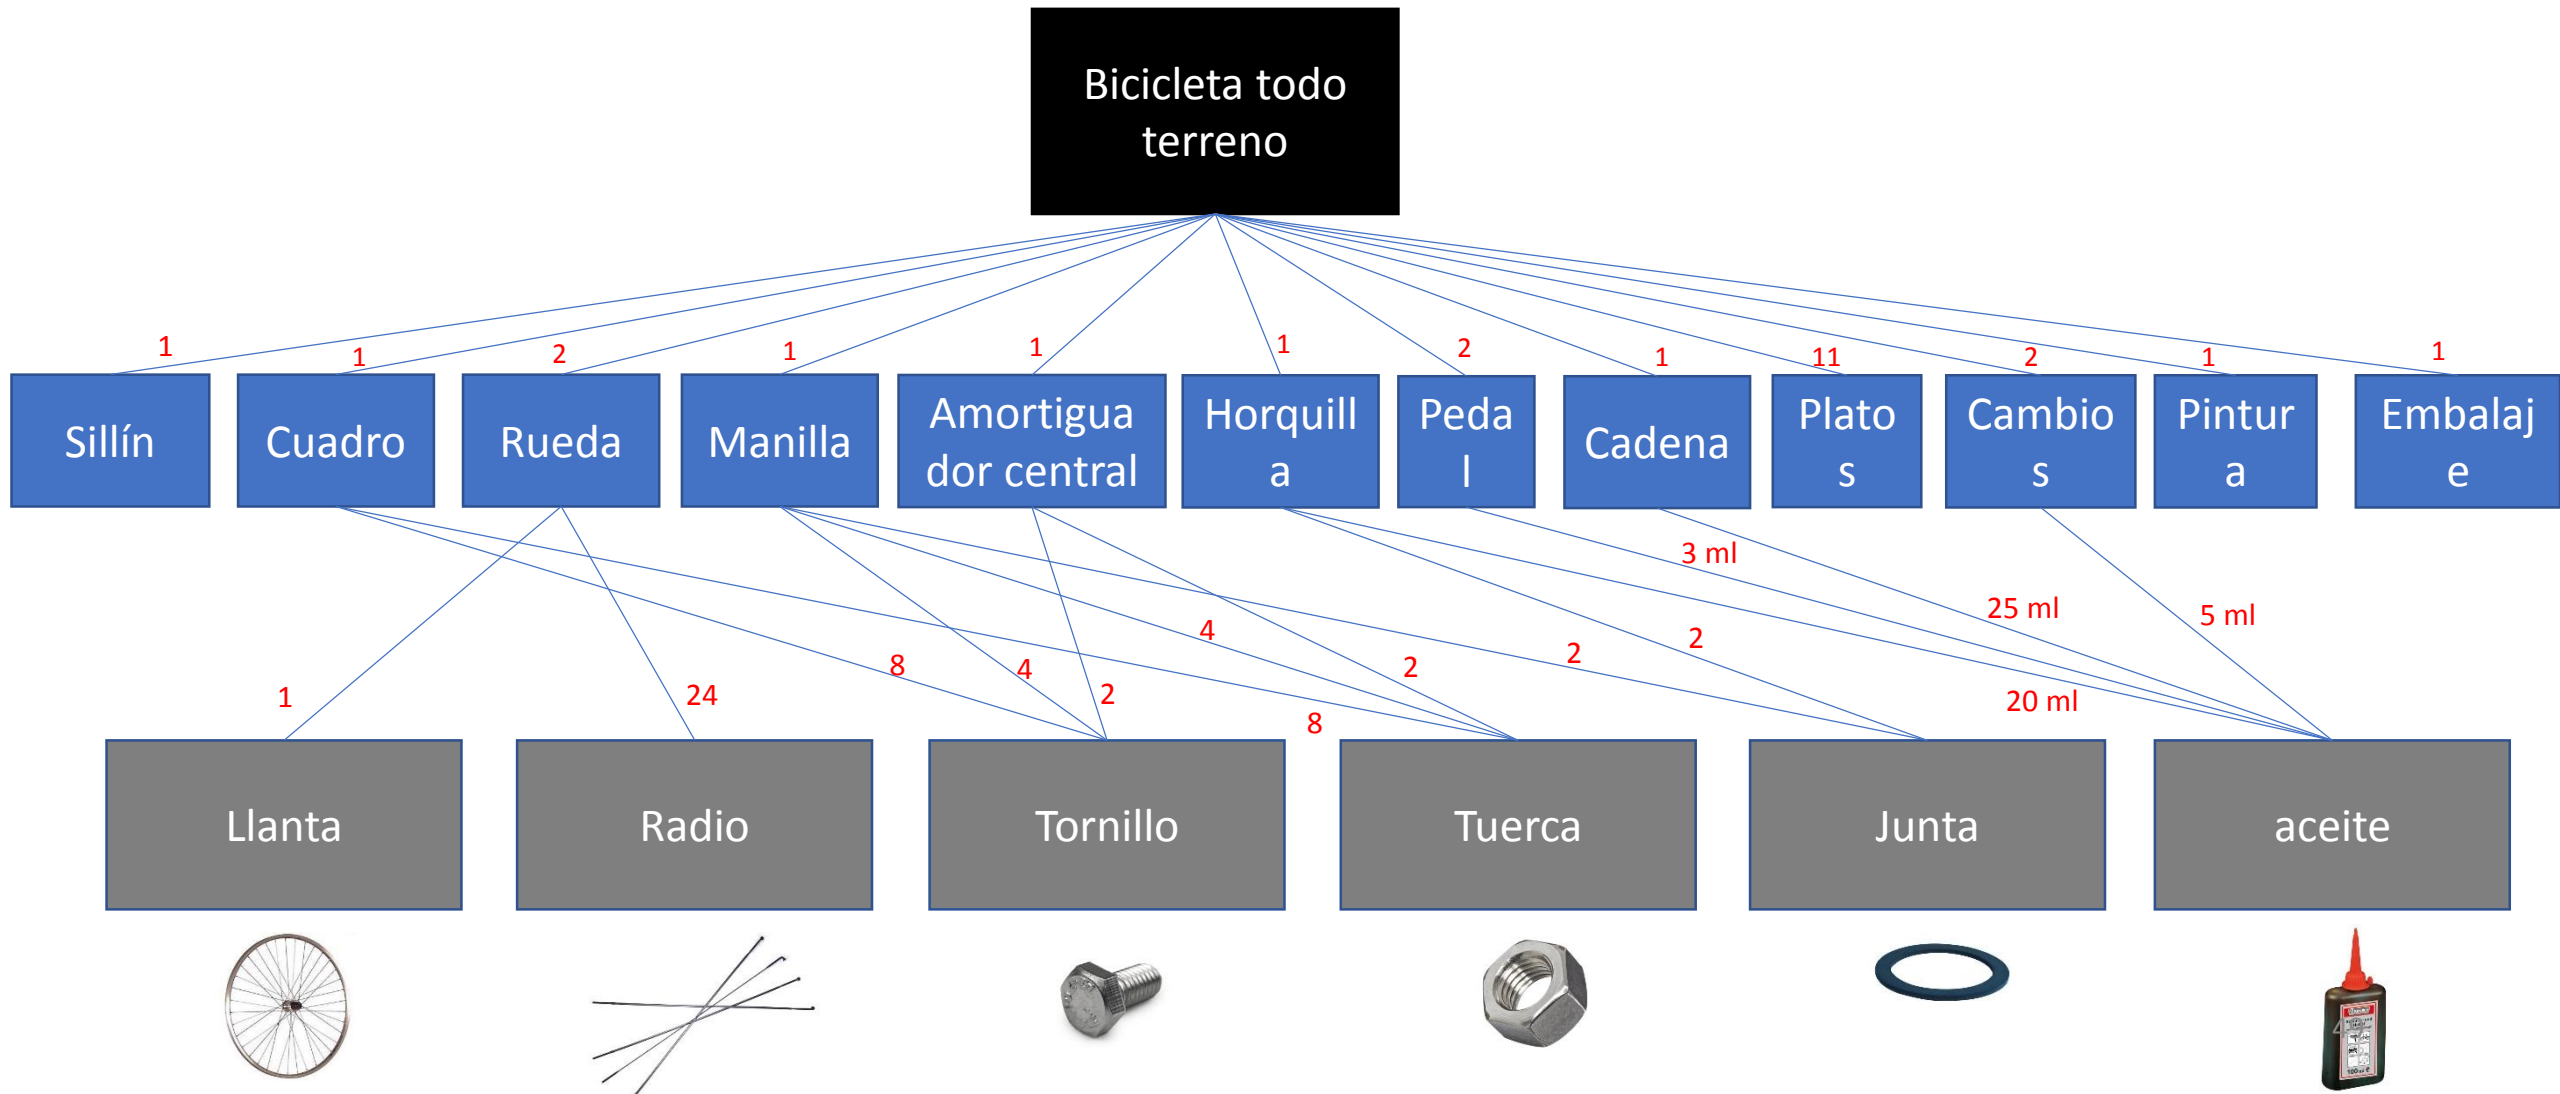 Bicicleta todo
terreno
1
1
2
1
1
1
2
1
11
2
1
1
Sillín
Cuadro
Rueda
Manilla
Amortigua
dor central
Horquill
a
Peda
l
Cadena
Plato
s
Cambio
s
Pintur
a
Embalaj
e
3 ml
25 ml
5 ml
4
2
2
2
8
4
2
1
24
20 ml
8
Llanta
Radio
Tornillo
Tuerca
Junta
aceite